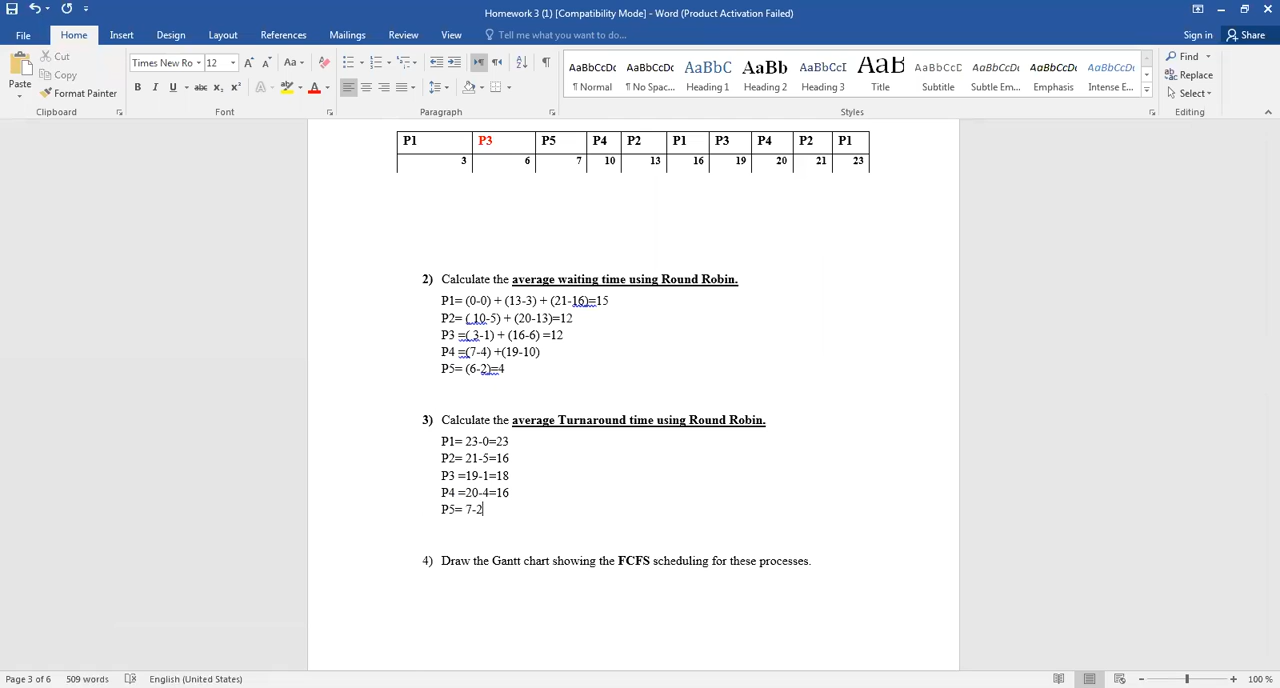 Homework 3 (1) [Compatibility Mode] - Word (Product Activation Failed)
File Home Insert Design Layout References Mailings Review View Tell me what you want to do... Sign in Share
Paste Cut Copy Format Painter
Clipboard
Times New Ro 12 Aa
B I U abc x₂ x² A A
Font
Paragraph
AaBbCcDc ¶ Normal
AaBbCcDc ¶ No Spac...
AaBbC Heading 1
AaBb Heading 2
AaBbCcI Heading 3
AaB Title
AaBbCcD Subtitle
AaBbCcDc Subtle Em...
AaBbCcDc Emphasis
AaBbCcDc Intense E...
Styles
Find
Replace
Select
Editing
P1 P3 P5 P4 P2 P1 P3 P4 P2 P1
3 6 7 10 13 16 19 20 21 23
2) Calculate the average waiting time using Round Robin.
P1= (0-0) + (13-3) + (21-16)=15
P2= ( 10-5) + (20-13)=12
P3 =( 3-1) + (16-6) =12
P4 =(7-4) +(19-10)
P5= (6-2)=4
3) Calculate the average Turnaround time using Round Robin.
P1= 23-0=23
P2= 21-5=16
P3 =19-1=18
P4 =20-4=16
P5= 7-2
4) Draw the Gantt chart showing the FCFS scheduling for these processes.
Page 3 of 6 509 words English (United States) 100 %